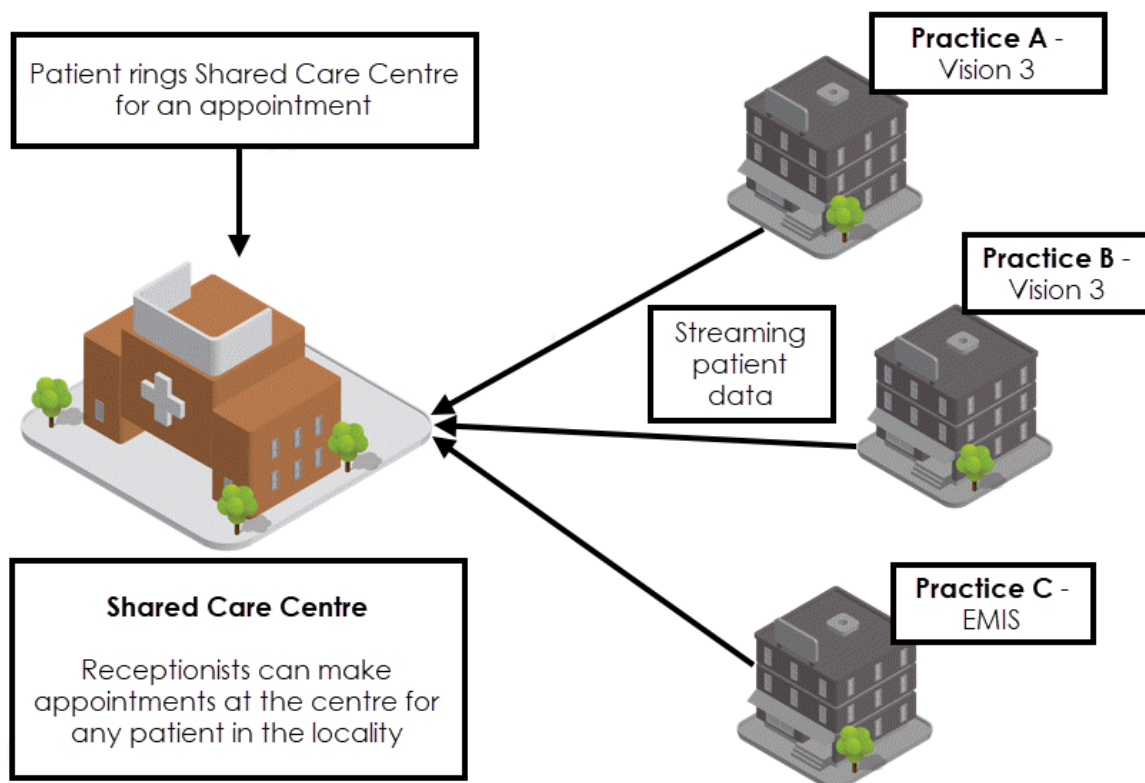 Patient rings Shared Care Centre
for an appointment
Practice A -
Vision 3
Practice B -
Vision 3
Streaming
patient
data
Practice C -
EMIS
Shared Care Centre
Receptionists can make
appointments at the centre for
any patient in the locality